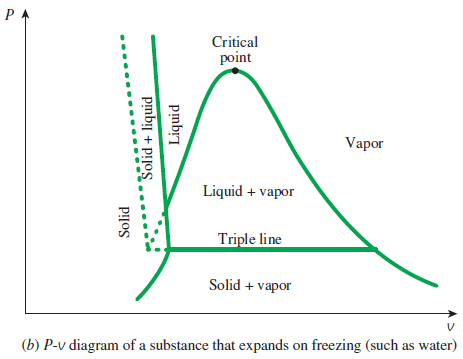 P
Critical
point
Solid + liquid
Liquid
Vapor
Liquid + vapor
Solid
Triple line
Solid + vapor
v
(b) P-v diagram of a substance that expands on freezing (such as water)